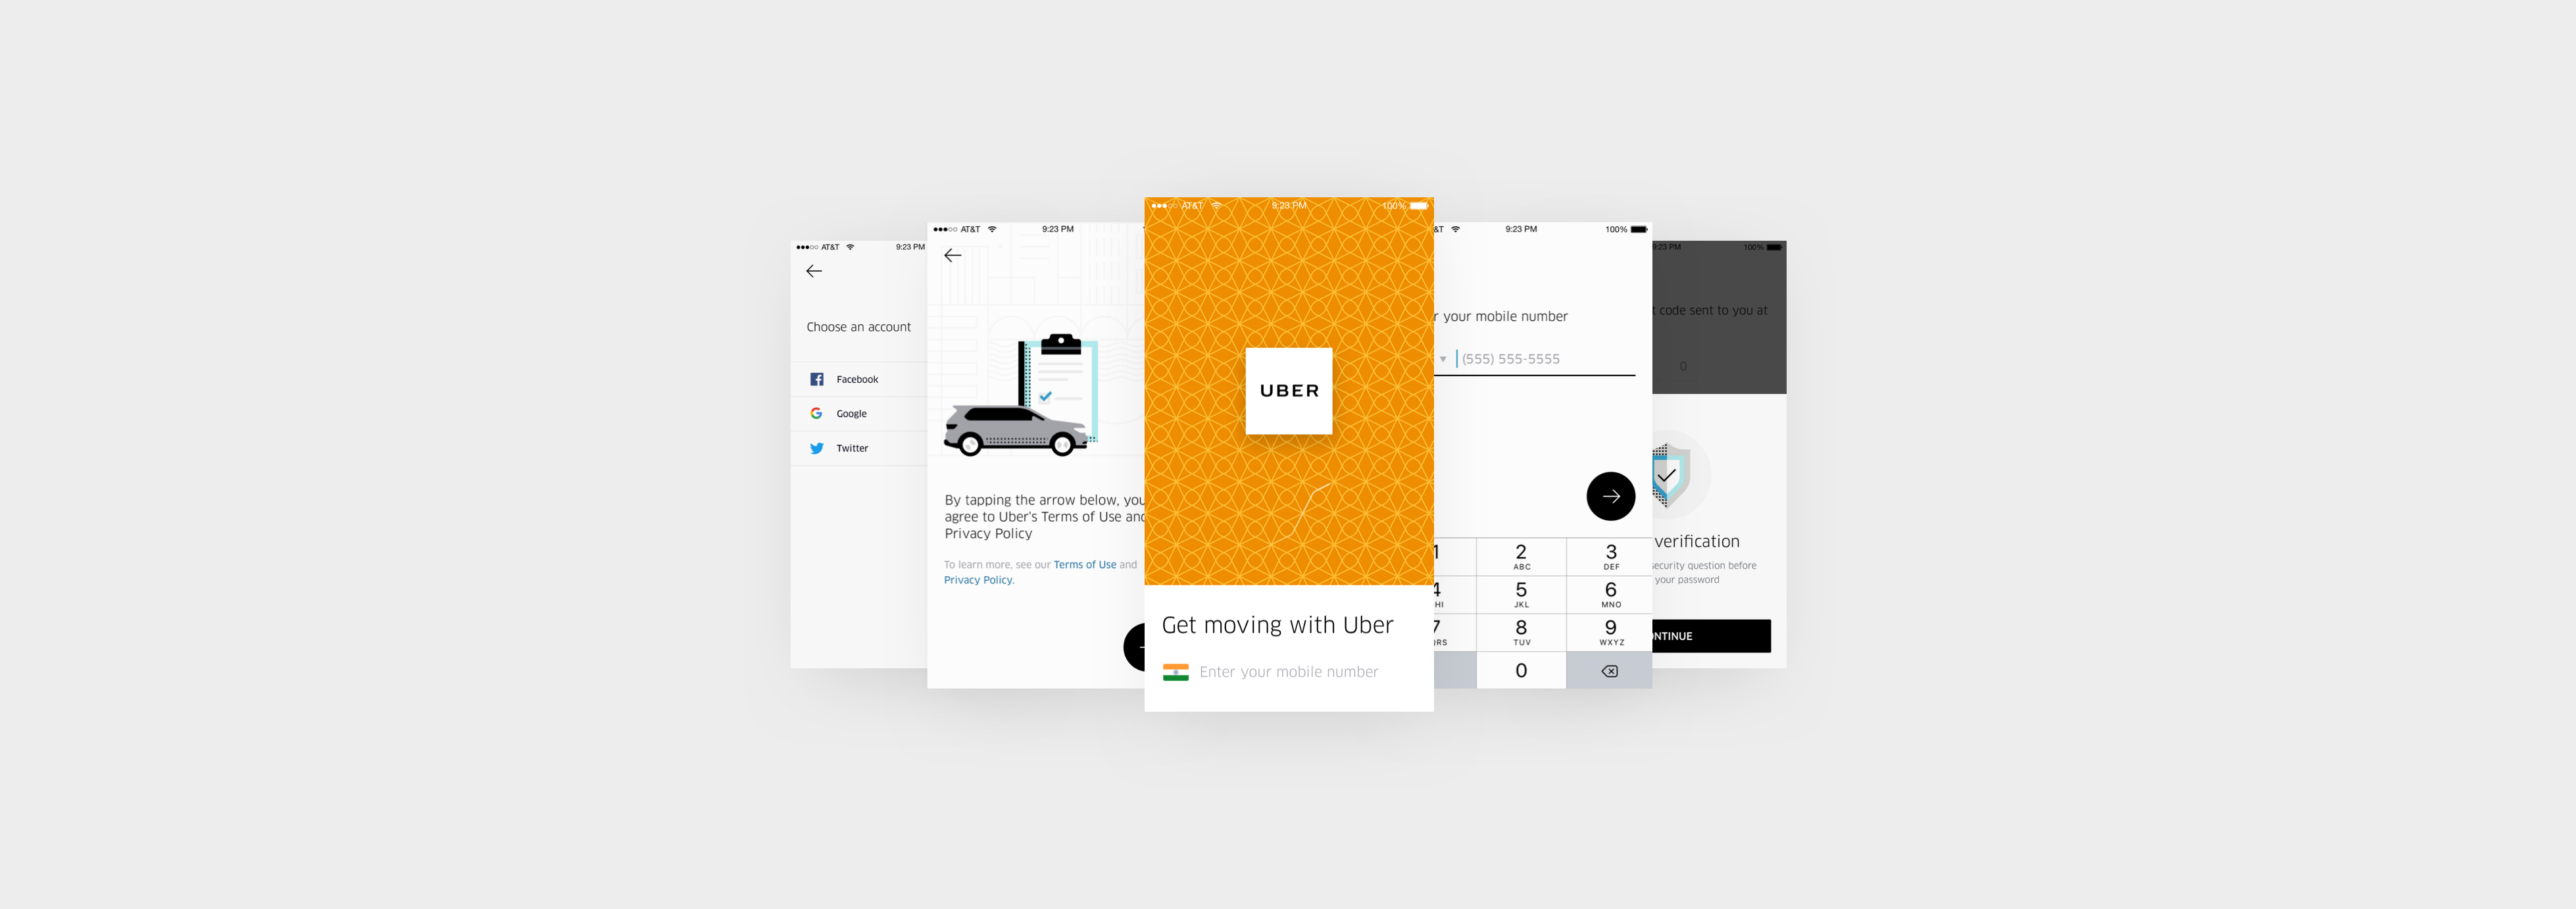 AT&T 9:23 PM
Choose an account
Facebook
Google
Twitter
AT&T 9:23 PM
By tapping the arrow below, you
agree to Uber's Terms of Use and
Privacy Policy
To learn more, see our Terms of Use and
Privacy Policy.
AT&T 9:23 PM 100%
UBER
Get moving with Uber
Enter your mobile number
&T 9:23 PM 100%
r your mobile number
(555) 555-5555
1 2 3
ABC DEF
4 5 6
HI JKL MNO
7 8 9
RS TUV WXYZ
0
9:23 PM 100%
t code sent to you at
0
verification
security question before
your password
NTINUE